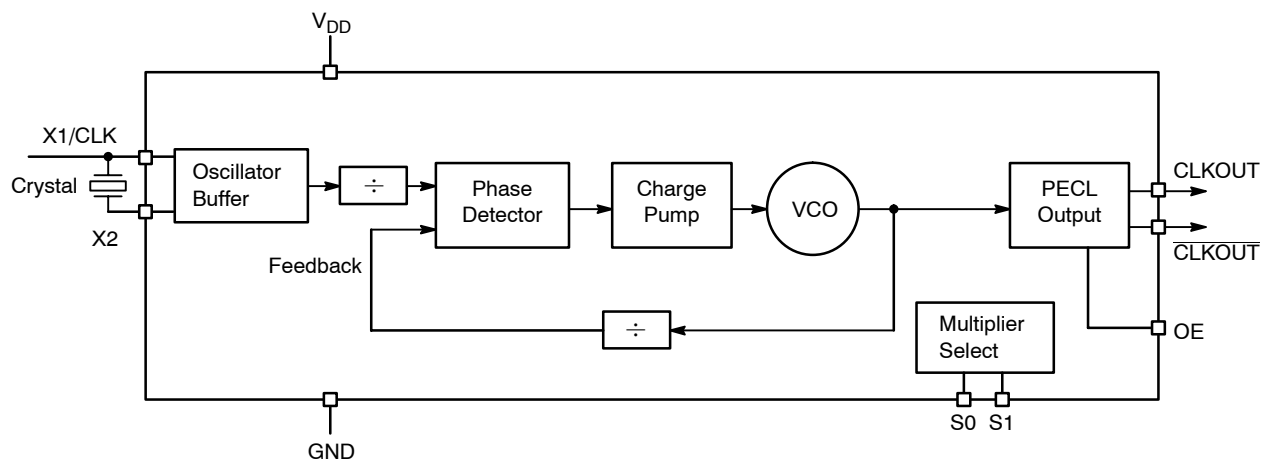 VDD
X1/CLK
Crystal
X2
Oscillator
Buffer
÷
Phase
Detector
Charge
Pump
VCO
PECL
Output
CLKOUT
CLKOUT
Feedback
÷
Multiplier
Select
OE
S0 S1
GND